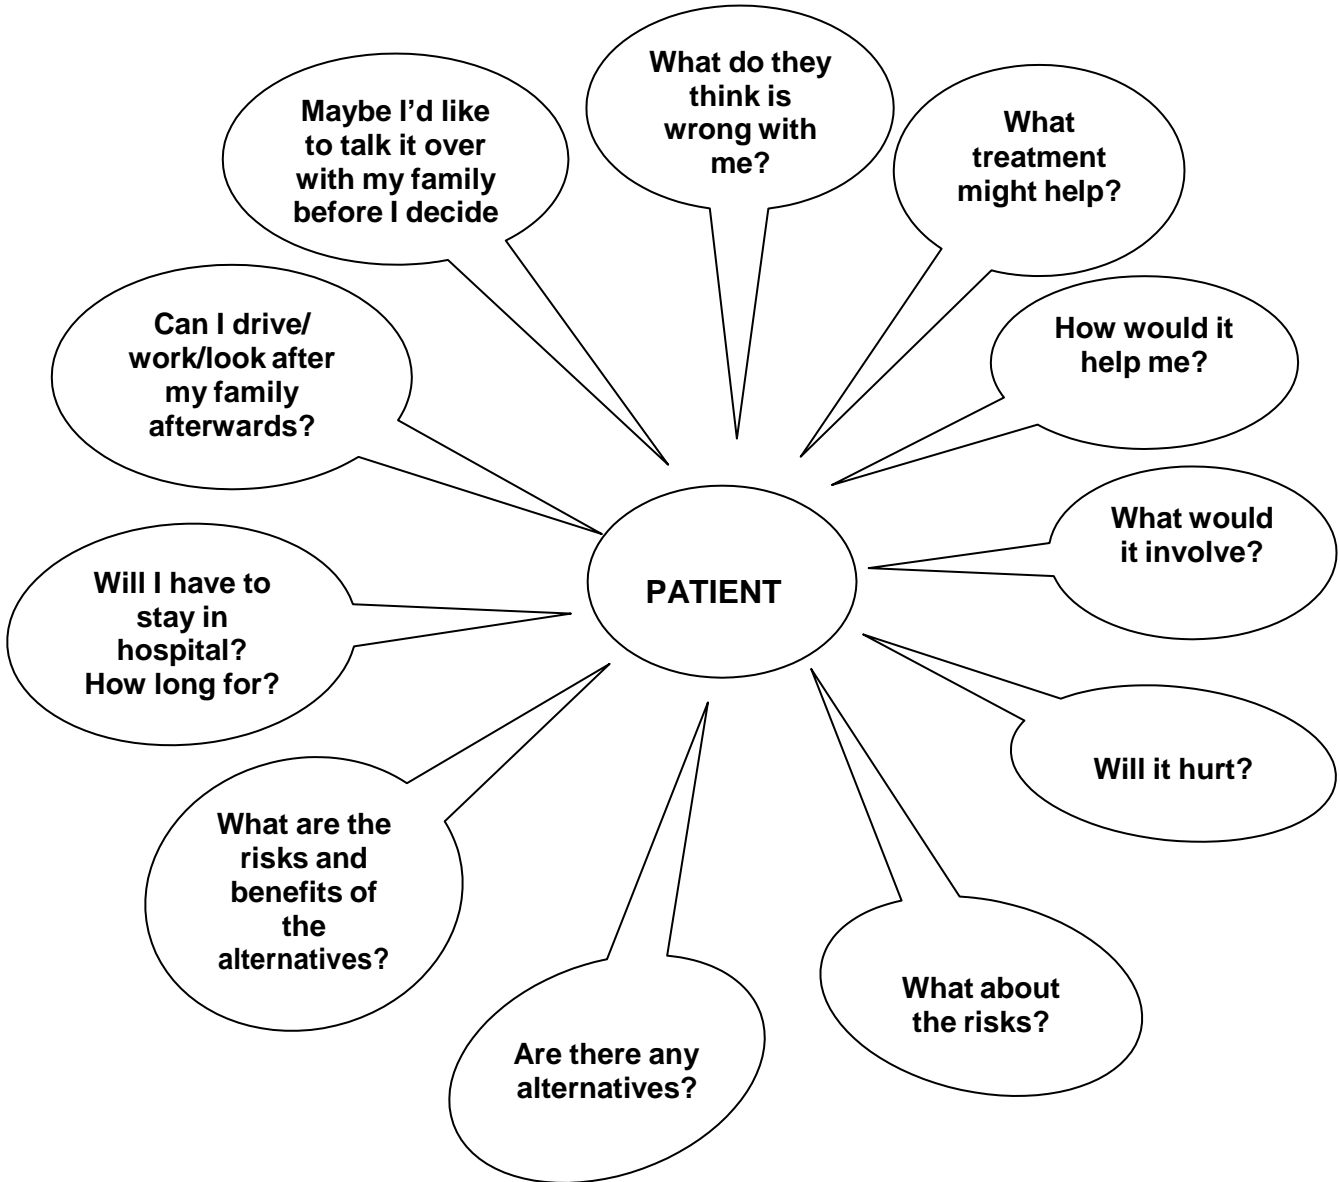 What do they
think is
wrong with
me?
What
treatment
might help?
How would it
help me?
What would
it involve?
Will it hurt?
What about
the risks?
Are there any
alternatives?
What are the
risks and
benefits of
the
alternatives?
Will I have to
stay in
hospital?
How long for?
Can I drive/
work/look after
my family
afterwards?
Maybe I’d like
to talk it over
with my family
before I decide
PATIENT